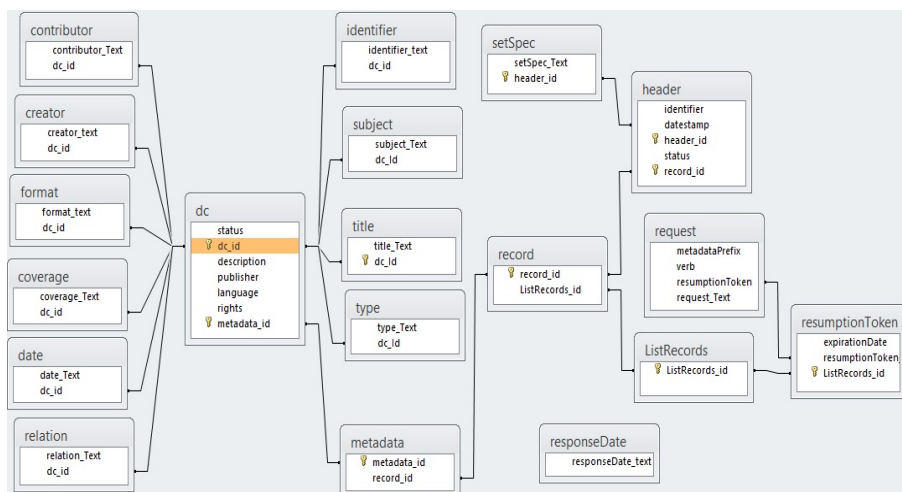 contributor
contributor_Text
dc_id
creator
creator_text
dc_id
format
format_text
dc_id
coverage
coverage_Text
dc_id
date
date_Text
dc_id
relation
relation_Text
dc_id
dc
status
dc_id
description
publisher
language
rights
metadata_id
identifier
identifier_text
dc_id
subject
subject_Text
dc_Id
title
title_Text
dc_Id
type
type_Text
dc_Id
metadata
metadata_id
record_id
setSpec
setSpec_Text
header_id
record
record_id
ListRecords_id
header
identifier
datestamp
header_id
status
record_id
request
metadataPrefix
verb
resumptionToken
request_Text
ListRecords
ListRecords_id
responseDate
responseDate_text
resumptionToken
expirationDate
resumptionToken_
ListRecords_id